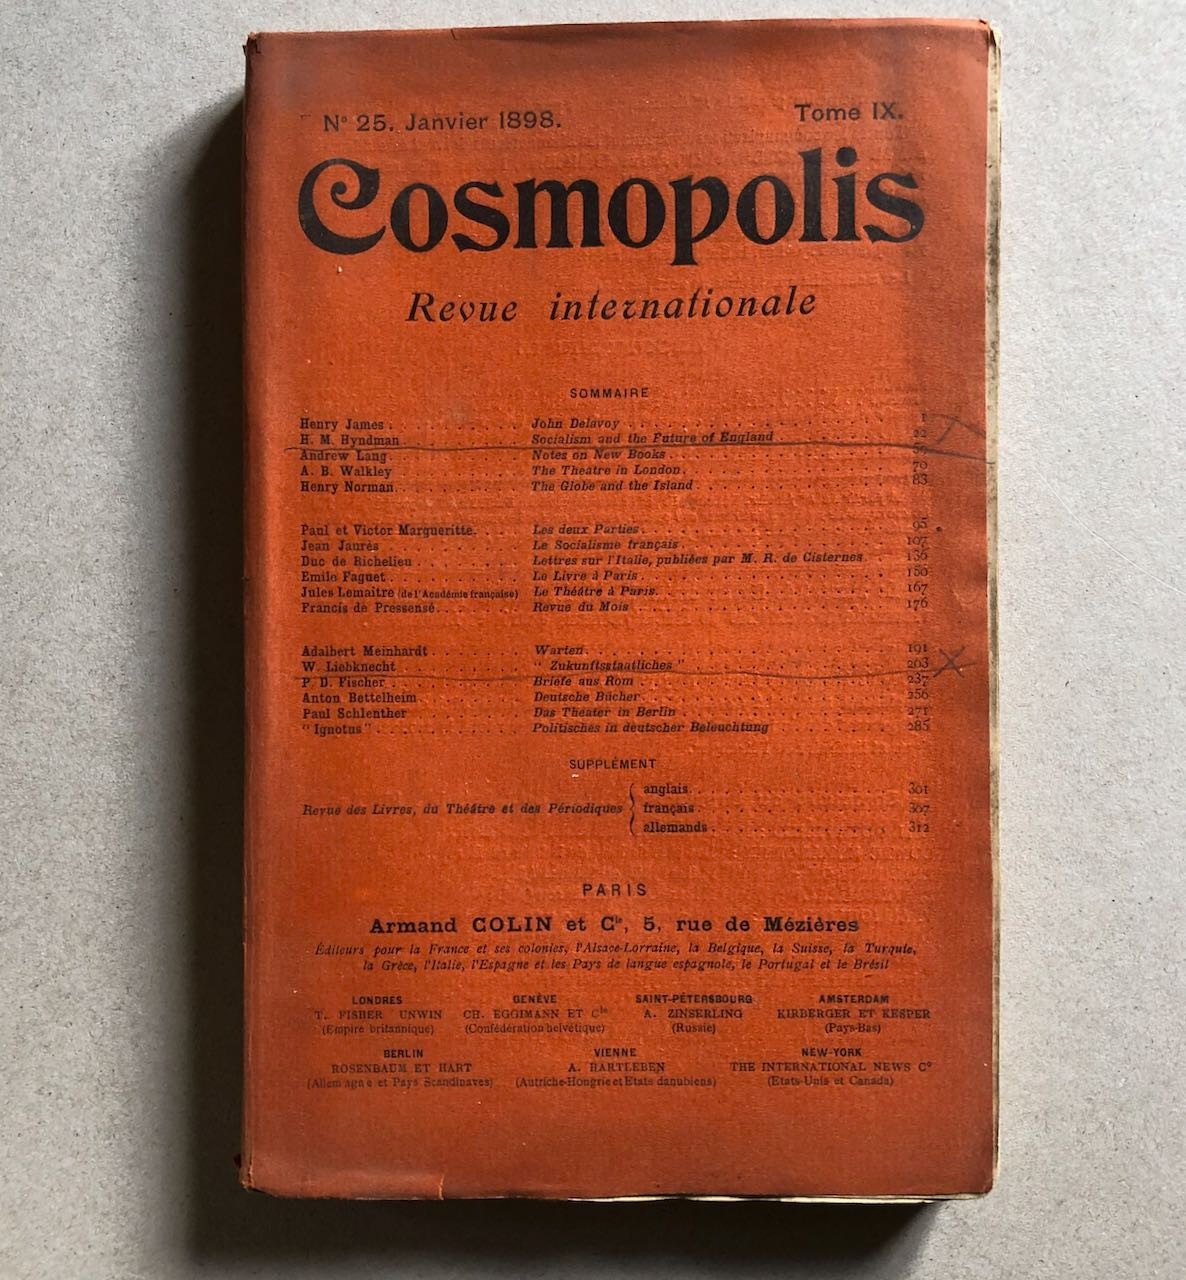 Nº 25. Janvier 1898. Tome IX.
Cosmopolis
Revue internationale
SOMMAIRE
Henry James . . . . . . . . . John Delavoy . . . . . . . . . 1
H. M. Hyndman . . . . . . . . . Socialism and the Future of England . . . . . . . . . 22
Andrew Lang. . . . . . . . . Notes on New Books . . . . . . . . .
A. B. Walkley . . . . . . . . . The Theatre in London . . . . . . . . . 70
Henry Norman. . . . . . . . . The Globe and the Island . . . . . . . . . 83
Paul et Victor Margueritte. . . . Les deux Parties . . . . . . . . . 95
Jean Jaurès . . . . . . . . . Le Socialisme français . . . . . . . . . 107
Duc de Richelieu . . . . . . . . . Lettres sur l'Italie, publiées par M. R. de Cisternes . . 136
Emile Faguet . . . . . . . . . Le Livre à Paris . . . . . . . . . 150
Jules Lemaitre (de l'Académie française) Le Théâtre à Paris. . . . . . . . . 167
Francis de Pressensé . . . . . . . . . Revue du Mois . . . . . . . . . 176
Adalbert Meinhardt . . . . . . . . . Warten. . . . . . . . . 191
W. Liebknecht . . . . . . . . . " Zukunftsstaatliches " . . . . . . . . . 203
P. D. Fischer . . . . . . . . . Briefe aus Rom . . . . . . . . . 237
Anton Bettelheim . . . . . . . . . Deutsche Bücher . . . . . . . . . 256
Paul Schlenther . . . . . . . . . Das Theater in Berlin . . . . . . . . . 271
" Ignotus " . . . . . . . . . Politisches in deutscher Beleuchtung . . . . . . . . . 285
SUPPLÉMENT
anglais. . . . . . . . . 301
Revue des Livres, du Théâtre et des Périodiques français. . . . . . . . . 307
allemands . . . . . . . . . 312
PARIS
Armand COLIN et Cie, 5, rue de Mézières
Éditeurs pour la France et ses colonies, l'Alsace-Lorraine, la Belgique, la Suisse, la Turquie,
la Grèce, l'Italie, l'Espagne et les Pays de langue espagnole, le Portugal et le Brésil
LONDRES GENÈVE SAINT-PÉTERSBOURG AMSTERDAM
T. FISHER UNWIN CH. EGGIMANN ET Cie A. ZINSERLING KIRBERGER ET KESPER
(Empire britannique) (Confédération helvétique) (Russie) (Pays-Bas)
BERLIN VIENNE NEW-YORK
ROSENBAUM ET HART A. HARTLEBEN THE INTERNATIONAL NEWS Cº
(Allemagne et Pays Scandinaves) (Autriche-Hongrie et Etats danubiens) (Etats-Unis et Canada)